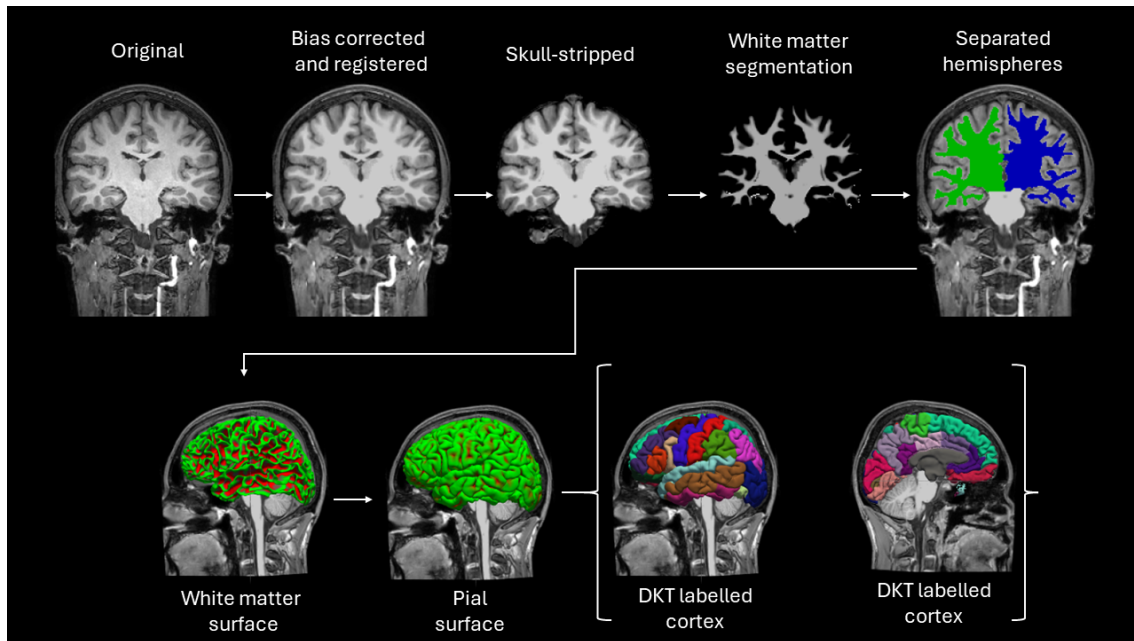 Original
Bias corrected
and registered
Skull-stripped
White matter
segmentation
Separated
hemispheres
White matter
surface
Pial
surface
DKT labelled
cortex
DKT labelled
cortex